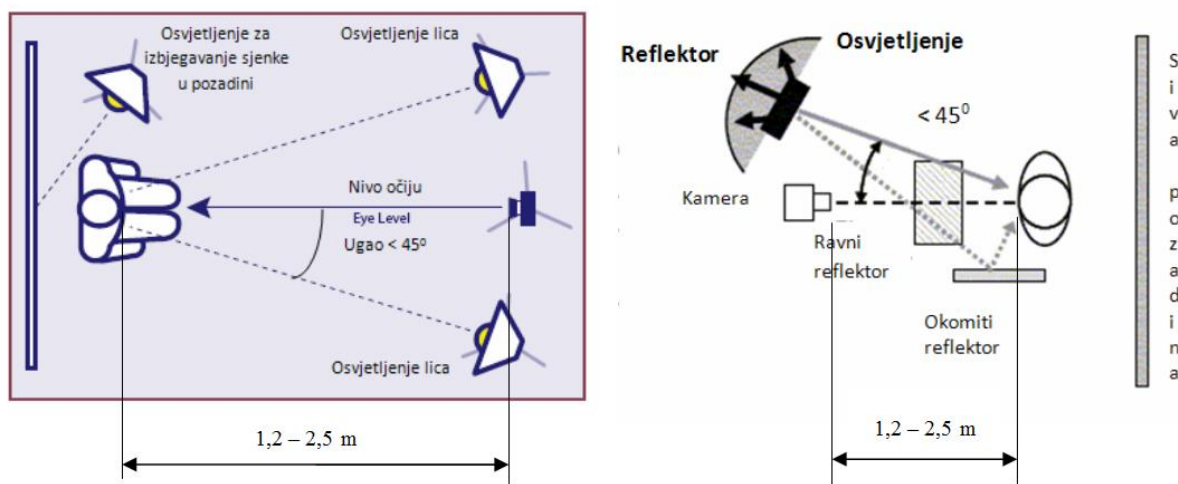 Osvjetljenje za
izbjegavanje sjenke
u pozadini
Osvjetljenje lica
Nivo očiju
Eye Level
Ugao < 45⁰
Osvjetljenje lica
1,2 – 2,5 m
Reflektor
Osvjetljenje
< 45⁰
Kamera
Ravni
reflektor
Okomiti
reflektor
1,2 – 2,5 m
S
i
v
a
p
o
z
a
d
i
n
a